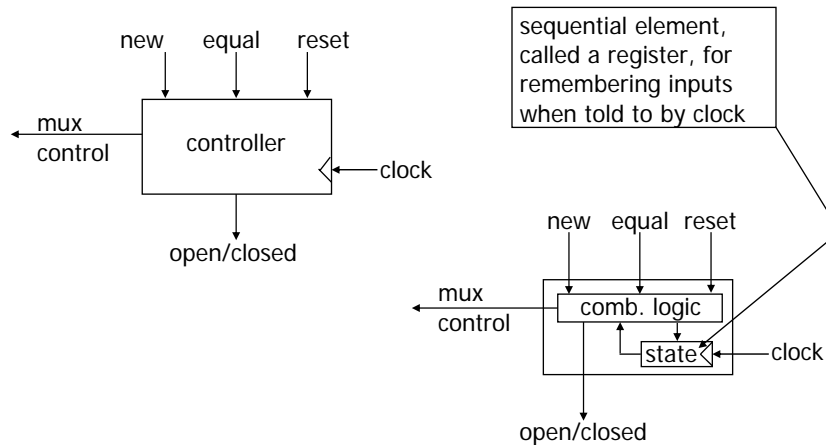 new equal reset
mux
control
controller
clock
open/closed
sequential element,
called a register, for
remembering inputs
when told to by clock
new equal reset
mux
control
comb. logic
state
clock
open/closed